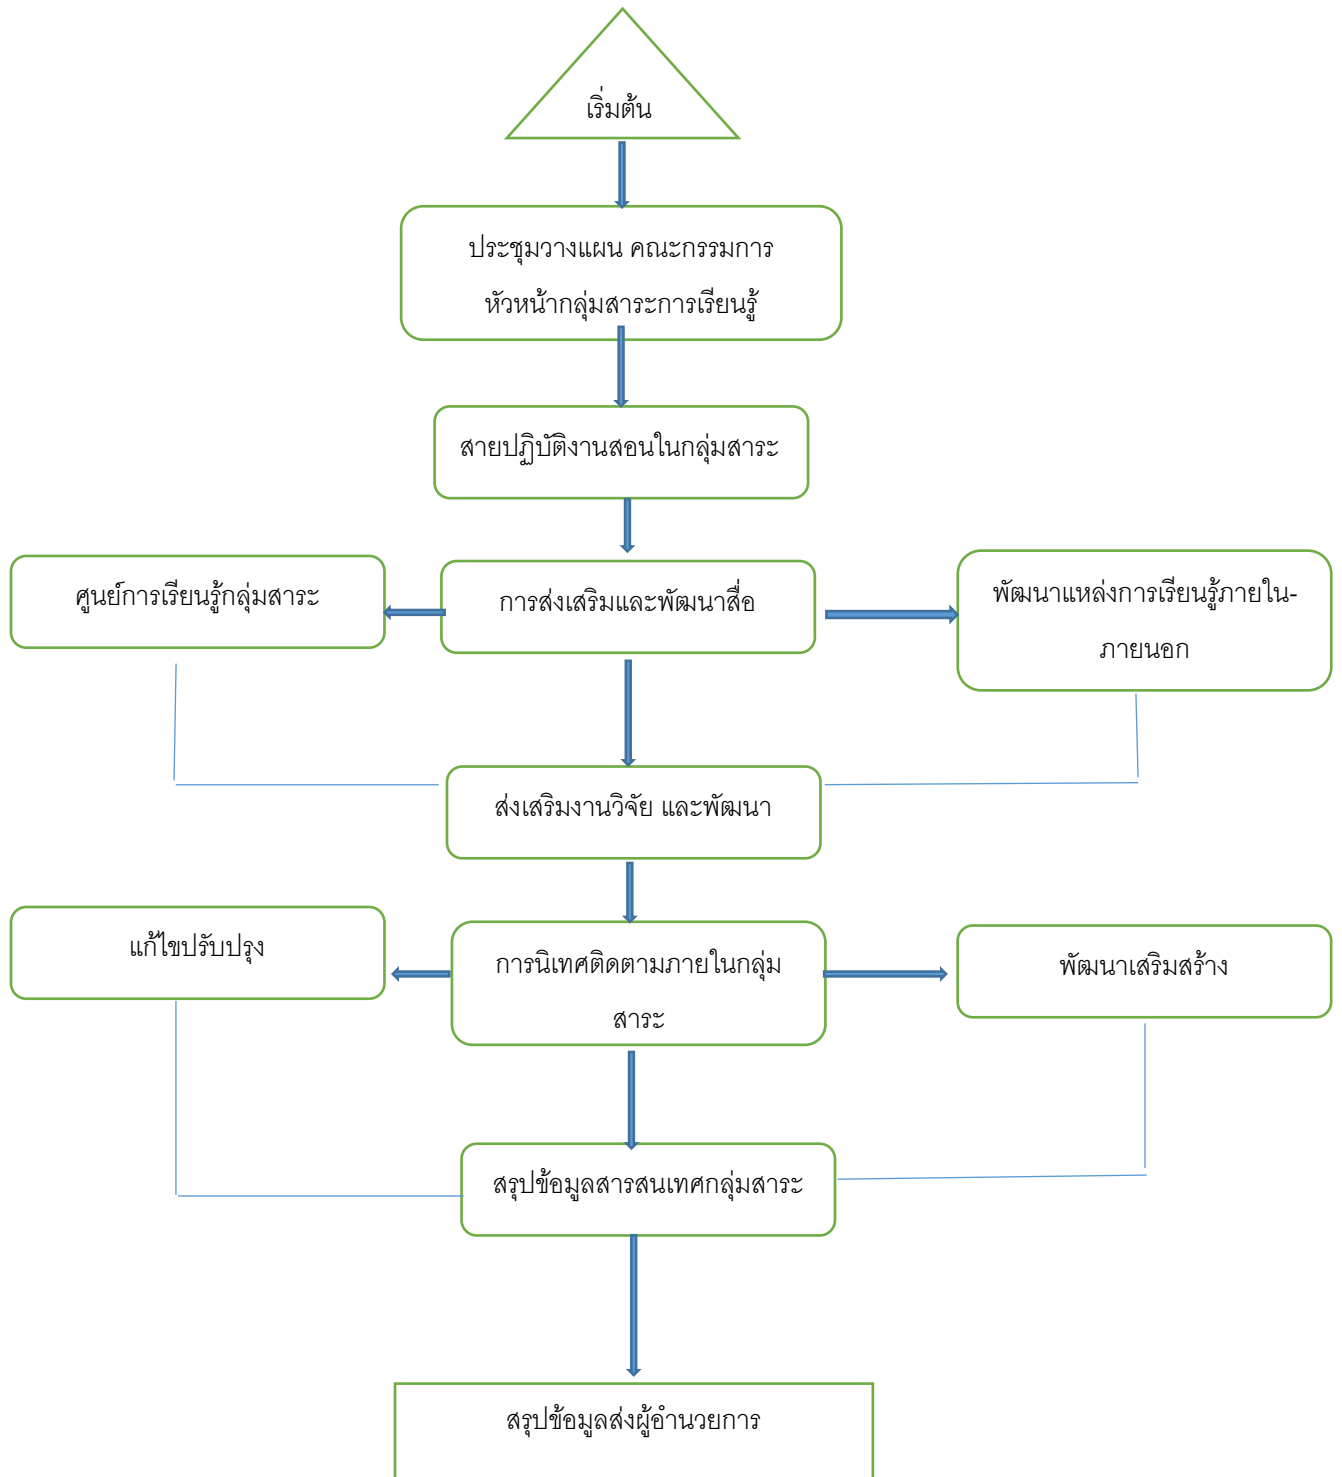 เริ่มต้น
ประชุมวางแผน คณะกรรมการ
หัวหน้ากลุ่มสาระการเรียนรู้
สายปฏิบัติงานสอนในกลุ่มสาระ
ศูนย์การเรียนรู้กลุ่มสาระ
การส่งเสริมและพัฒนาสื่อ
พัฒนาแหล่งการเรียนรู้ภายใน-
ภายนอก
ส่งเสริมงานวิจัย และพัฒนา
แก้ไขปรับปรุง
การนิเทศติดตามภายในกลุ่ม
สาระ
พัฒนาเสริมสร้าง
สรุปข้อมูลสารสนเทศกลุ่มสาระ
สรุปข้อมูลส่งผู้อำนวยการ